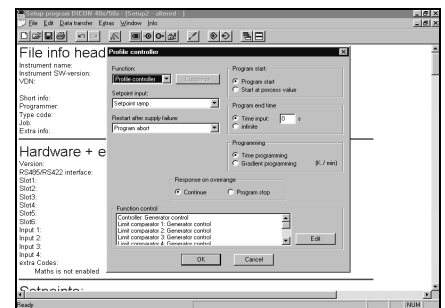 Setup program DICON 40x/50x - [Setup2 - altered - ]
File Edit Data transfer Extras Window Info
File info head
Instrument name:
Instrument SW-version:
VDN:
Short info:
Programmer:
Type code:
Job:
Extra info:
Hardware + e
Version:
RS485/RS422 interface:
Slot1:
Slot2:
Slot3:
Slot4:
Slot5:
Slot6:
Input 1:
Input 2:
Input 3:
Input 4:
extra Codes:
Maths is not enabled
Setpoints:
Profile controller
Function:
Profile controller
Setpoint input:
Setpoint ramp
Restart after supply failure:
Program abort
Program start:
Program start
Start at process value
Program end time
Time input: 0 s
infinite
Programming
Time programming
Gradient programming (K / min)
Response on overrange
Continue
Program stop
Function control
Controller: Generator control
Limit comparator 1: Generator control
Limit comparator 2: Generator control
Limit comparator 3: Generator control
Limit comparator 4: Generator control
Edit
OK
Cancel
Ready
NUM